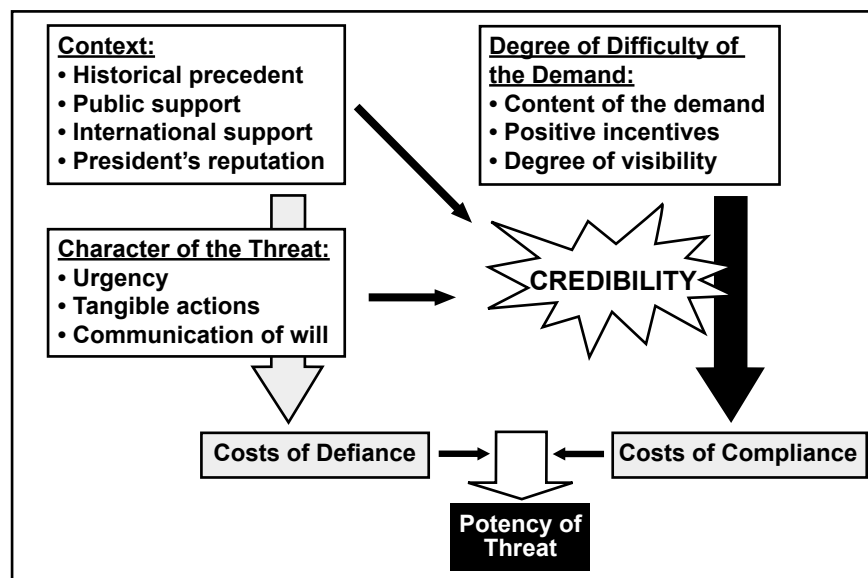 Context:
• Historical precedent
• Public support
• International support
• President’s reputation
Degree of Difficulty of
the Demand:
• Content of the demand
• Positive incentives
• Degree of visibility
Character of the Threat:
• Urgency
• Tangible actions
• Communication of will
CREDIBILITY
Costs of Defiance
Costs of Compliance
Potency of
Threat